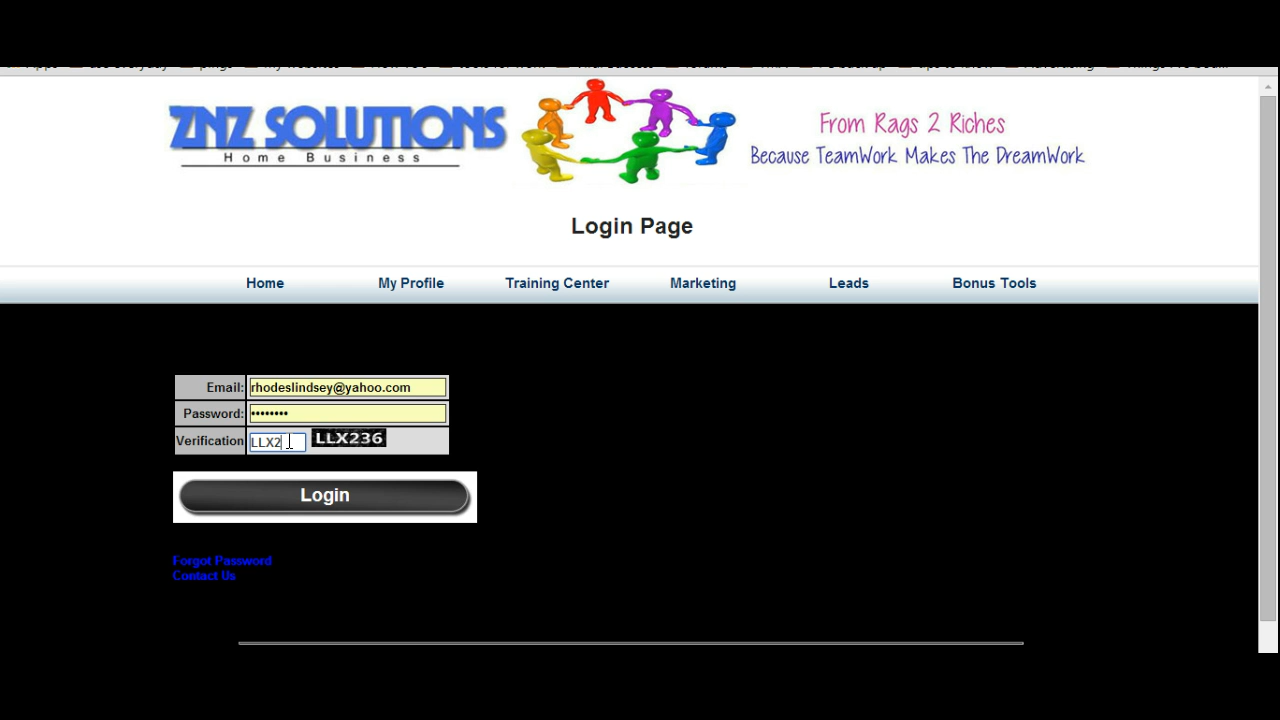 ZNZ SOLUTIONS
Home Business
From Rags 2 Riches
Because TeamWork Makes The DreamWork
Login Page
Home My Profile Training Center Marketing Leads Bonus Tools
Email: rhodeslindsey@yahoo.com
Password: ••••••••
Verification LLX2 LLX236
Login
Forgot Password
Contact Us